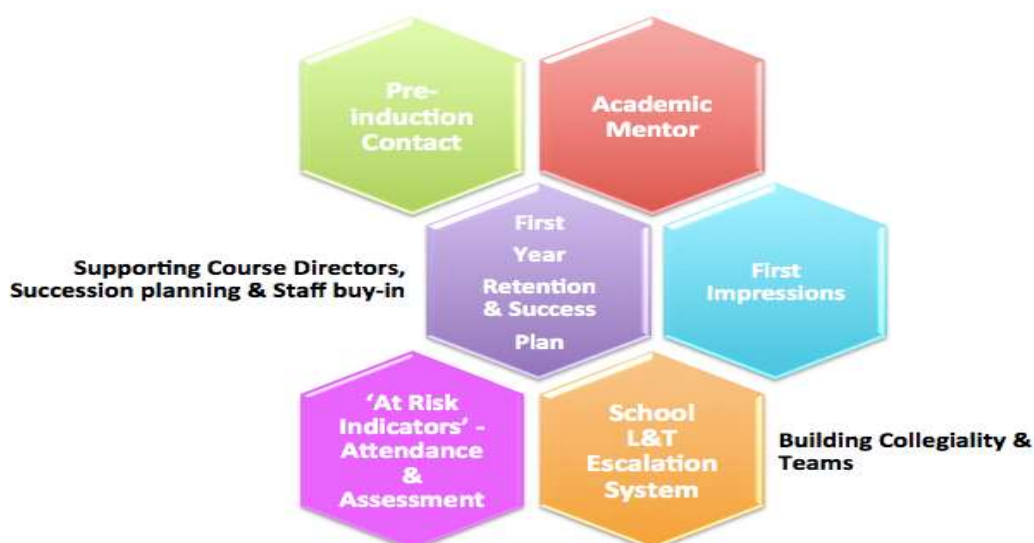 Pre-
induction
Contact
Academic
Mentor
Supporting Course Directors,
Succession planning & Staff buy-in
First
Year
Retention
& Success
Plan
First
Impressions
‘At Risk
Indicators’ -
Attendance
&
Assessment
School
L&T
Escalation
System
Building Collegiality &
Teams